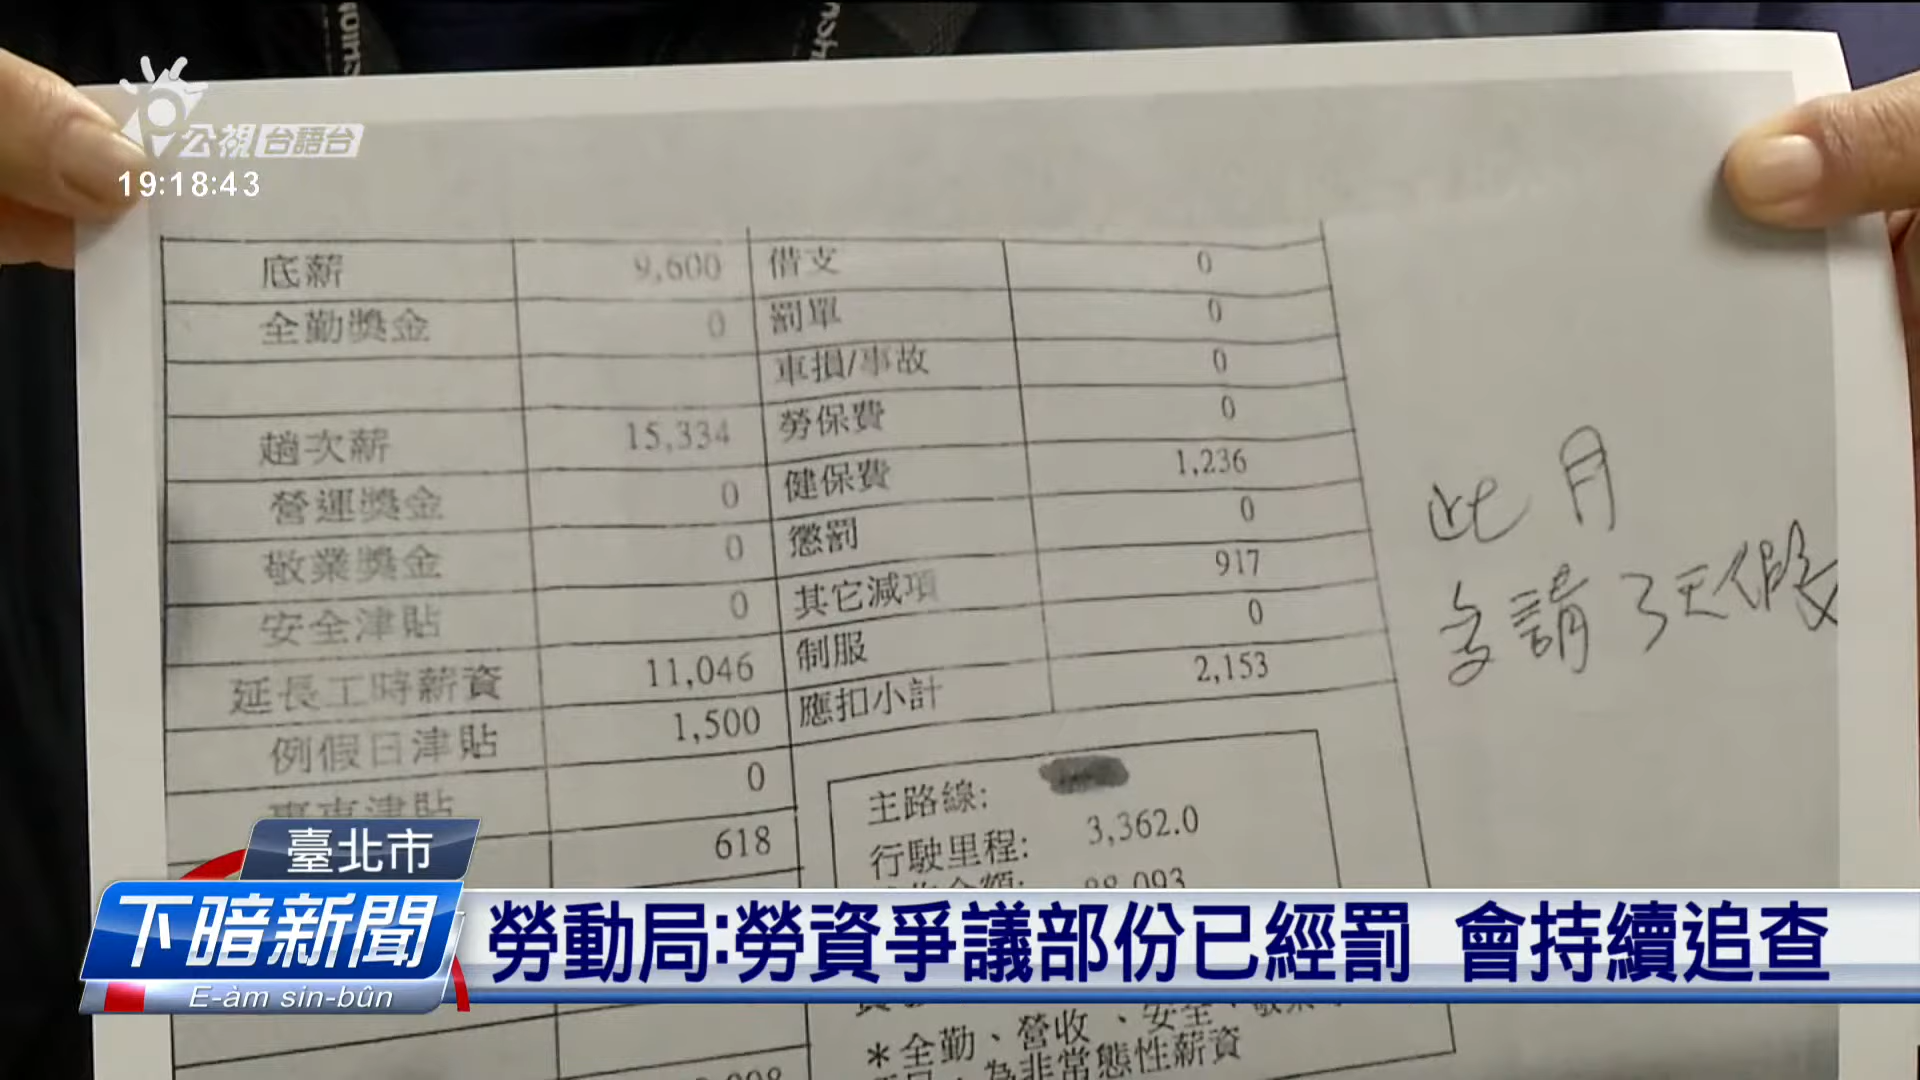 公視台語台
19:18:43
底薪 9,600 借支 0
全勤獎金 0 罰單 0
車損/事故 0
趟次薪 15,334 勞保費 0
營運獎金 0 健保費 1,236
敬業獎金 0 懲罰 0
安全津貼 0 其它減項 917
延長工時薪資 11,046 制服 0
例假日津貼 1,500 應扣小計 2,153
0
618
主路線:
行駛里程: 3,362.0
此月
多請了天假
臺北市
下暗新聞
E-àm sin-bûn
勞動局:勞資爭議部份已經罰 會持續追查
*全勤、營收、安全、敬業
為非常態性薪資